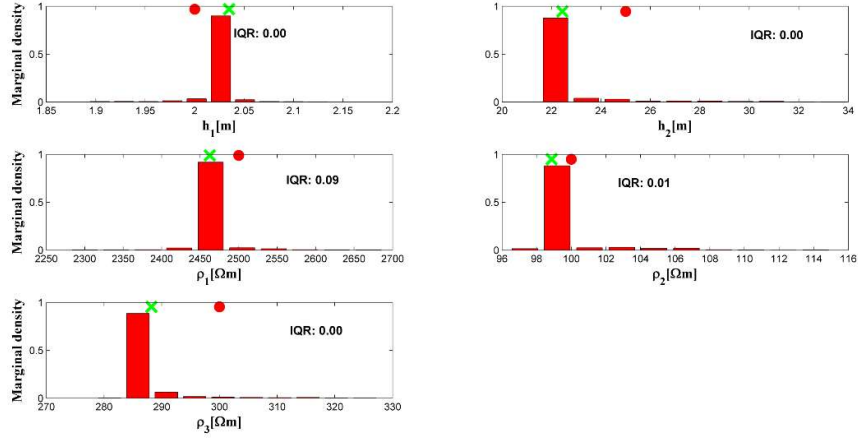 Marginal density
1
0.5
0
IQR: 0.00
1.85 1.95 2 2.05 2.15 2.2
h1[m]
1
0.5
0
IQR: 0.00
20 22 24 26 28 30 32 34
h2[m]
Marginal density
1
0.5
0
IQR: 0.09
2250 2300 2350 2400 2450 2500 2550 2600 2650 2700
ρ1[Ωm]
1
0.5
0
IQR: 0.01
96 98 100 102 104 106 108 110 112 114 116
ρ2[Ωm]
Marginal density
1
0.5
0
IQR: 0.00
270 280 290 300 310 320 330
ρ3[Ωm]